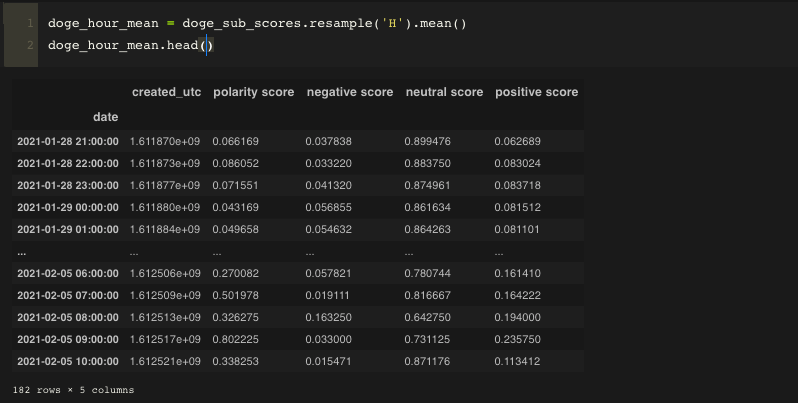 1 doge_hour_mean = doge_sub_scores.resample('H').mean()
2 doge_hour_mean.head()
created_utc polarity score negative score neutral score positive score
date
2021-01-28 21:00:00 1.611870e+09 0.066169 0.037838 0.899476 0.062689
2021-01-28 22:00:00 1.611873e+09 0.086052 0.033220 0.883750 0.083024
2021-01-28 23:00:00 1.611877e+09 0.071551 0.041320 0.874961 0.083718
2021-01-29 00:00:00 1.611880e+09 0.043169 0.056855 0.861634 0.081512
2021-01-29 01:00:00 1.611884e+09 0.049658 0.054632 0.864263 0.081101
... ... ... ... ... ...
2021-02-05 06:00:00 1.612506e+09 0.270082 0.057821 0.780744 0.161410
2021-02-05 07:00:00 1.612509e+09 0.501978 0.019111 0.816667 0.164222
2021-02-05 08:00:00 1.612513e+09 0.326275 0.163250 0.642750 0.194000
2021-02-05 09:00:00 1.612517e+09 0.802225 0.033000 0.731125 0.235750
2021-02-05 10:00:00 1.612521e+09 0.338253 0.015471 0.871176 0.113412
182 rows × 5 columns